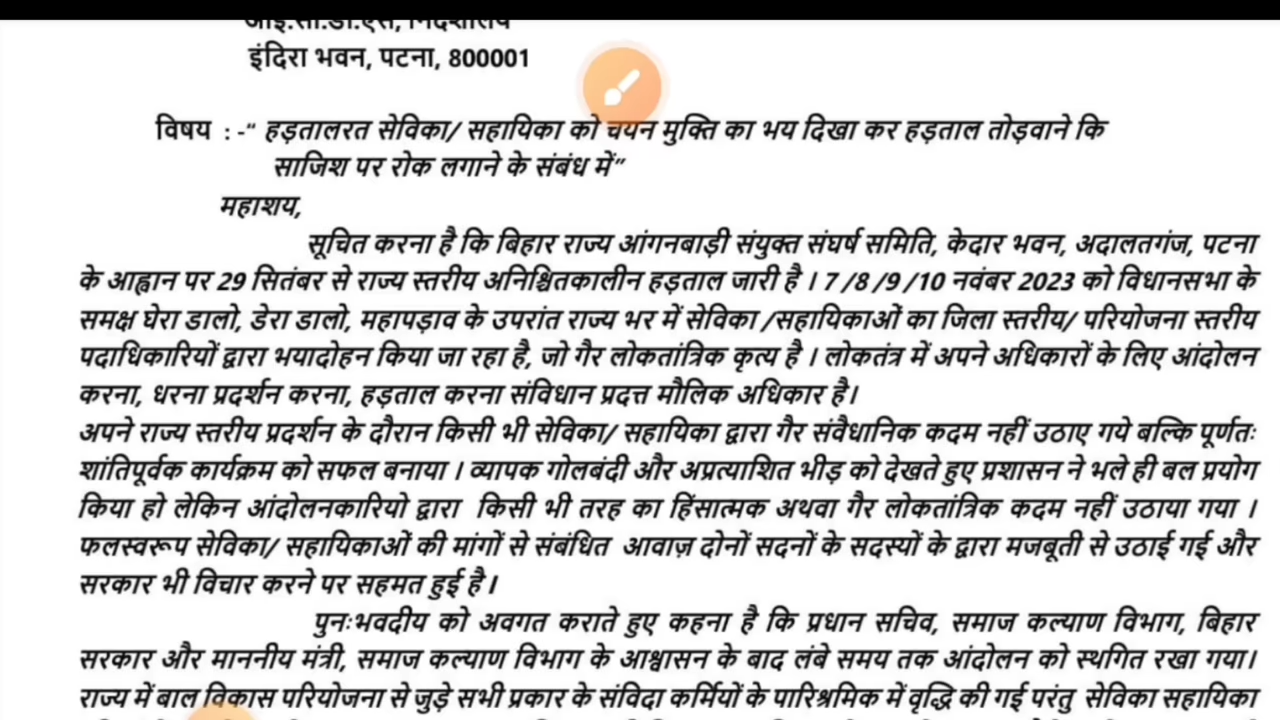 आई.सी.डी.एस, निदेशालय
इंदिरा भवन, पटना, 800001
विषय : -“ हड़तालरत सेविका/ सहायिका को चयन मुक्ति का भय दिखा कर हड़ताल तोड़वाने कि
साजिश पर रोक लगाने के संबंध में”
महाशय,
सूचित करना है कि बिहार राज्य आंगनबाड़ी संयुक्त संघर्ष समिति, केदार भवन, अदालतगंज, पटना
के आह्वान पर 29 सितंबर से राज्य स्तरीय अनिश्चितकालीन हड़ताल जारी है । 7 /8 /9 /10 नवंबर 2023 को विधानसभा के
समक्ष घेरा डालो, डेरा डालो, महापड़ाव के उपरांत राज्य भर में सेविका /सहायिकाओं का जिला स्तरीय/ परियोजना स्तरीय
पदाधिकारियों द्वारा भयादोहन किया जा रहा है, जो गैर लोकतांत्रिक कृत्य है । लोकतंत्र में अपने अधिकारों के लिए आंदोलन
करना, धरना प्रदर्शन करना, हड़ताल करना संविधान प्रदत्त मौलिक अधिकार है।
अपने राज्य स्तरीय प्रदर्शन के दौरान किसी भी सेविका/ सहायिका द्वारा गैर संवैधानिक कदम नहीं उठाए गये बल्कि पूर्णतः
शांतिपूर्वक कार्यक्रम को सफल बनाया । व्यापक गोलबंदी और अप्रत्याशित भीड़ को देखते हुए प्रशासन ने भले ही बल प्रयोग
किया हो लेकिन आंदोलनकारियो द्वारा किसी भी तरह का हिंसात्मक अथवा गैर लोकतांत्रिक कदम नहीं उठाया गया ।
फलस्वरूप सेविका/ सहायिकाओं की मांगों से संबंधित आवाज़ दोनों सदनों के सदस्यों के द्वारा मजबूती से उठाई गई और
सरकार भी विचार करने पर सहमत हुई है ।
पुनःभवदीय को अवगत कराते हुए कहना है कि प्रधान सचिव, समाज कल्याण विभाग, बिहार
सरकार और माननीय मंत्री, समाज कल्याण विभाग के आश्वासन के बाद लंबे समय तक आंदोलन को स्थगित रखा गया।
राज्य में बाल विकास परियोजना से जुड़े सभी प्रकार के संविदा कर्मियों के पारिश्रमिक में वृद्धि की गई परंतु सेविका सहायिका